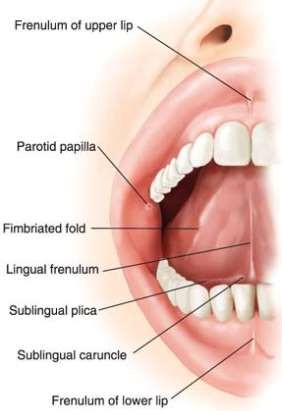 Frenulum of upper lip
Parotid papilla
Fimbriated fold
Lingual frenulum
Sublingual plica
Sublingual caruncle
Frenulum of lower lip